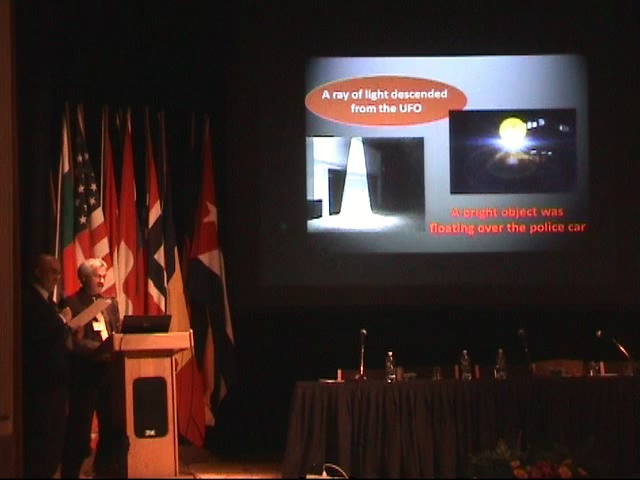 A ray of light descended
from the UFO
A bright object was
floating over the police car